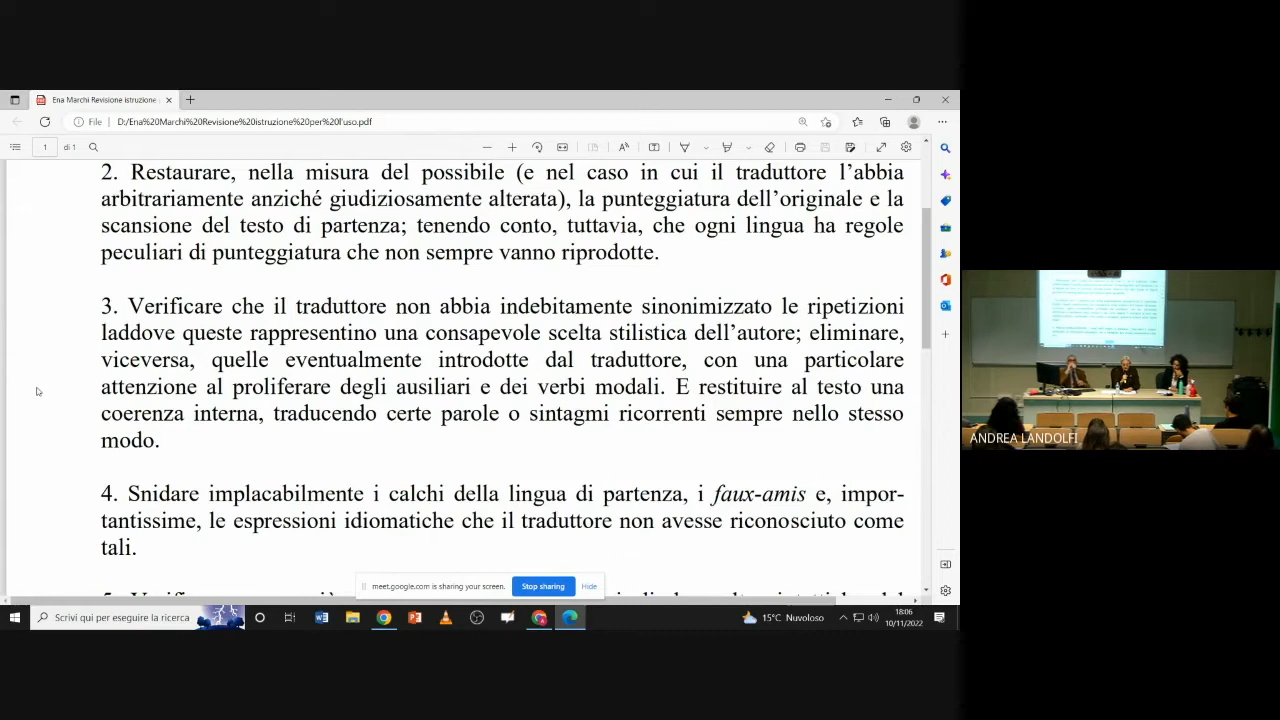 Ena Marchi Revisione istruzione
File
D:/Ena%20Marchi%20Revisione%20istruzione%20per%20l'uso.pdf
1 di 1
2. Restaurare, nella misura del possibile (e nel caso in cui il traduttore l’abbia
arbitrariamente anziché giudiziosamente alterata), la punteggiatura dell’originale e la
scansione del testo di partenza; tenendo conto, tuttavia, che ogni lingua ha regole
peculiari di punteggiatura che non sempre vanno riprodotte.
3. Verificare che il traduttore non abbia indebitamente sinonimizzato le ripetizioni
laddove queste rappresentino una consapevole scelta stilistica dell’autore; eliminare,
viceversa, quelle eventualmente introdotte dal traduttore, con una particolare
attenzione al proliferare degli ausiliari e dei verbi modali. E restituire al testo una
coerenza interna, traducendo certe parole o sintagmi ricorrenti sempre nello stesso
modo.
4. Snidare implacabilmente i calchi della lingua di partenza, i faux-amis e, impor-
tantissime, le espressioni idiomatiche che il traduttore non avesse riconosciuto come
tali.
meet.google.com is sharing your screen.
Stop sharing
Hide
Scrivi qui per eseguire la ricerca
15°C Nuvoloso
18:06
10/11/2022
ANDREA LANDOLFI